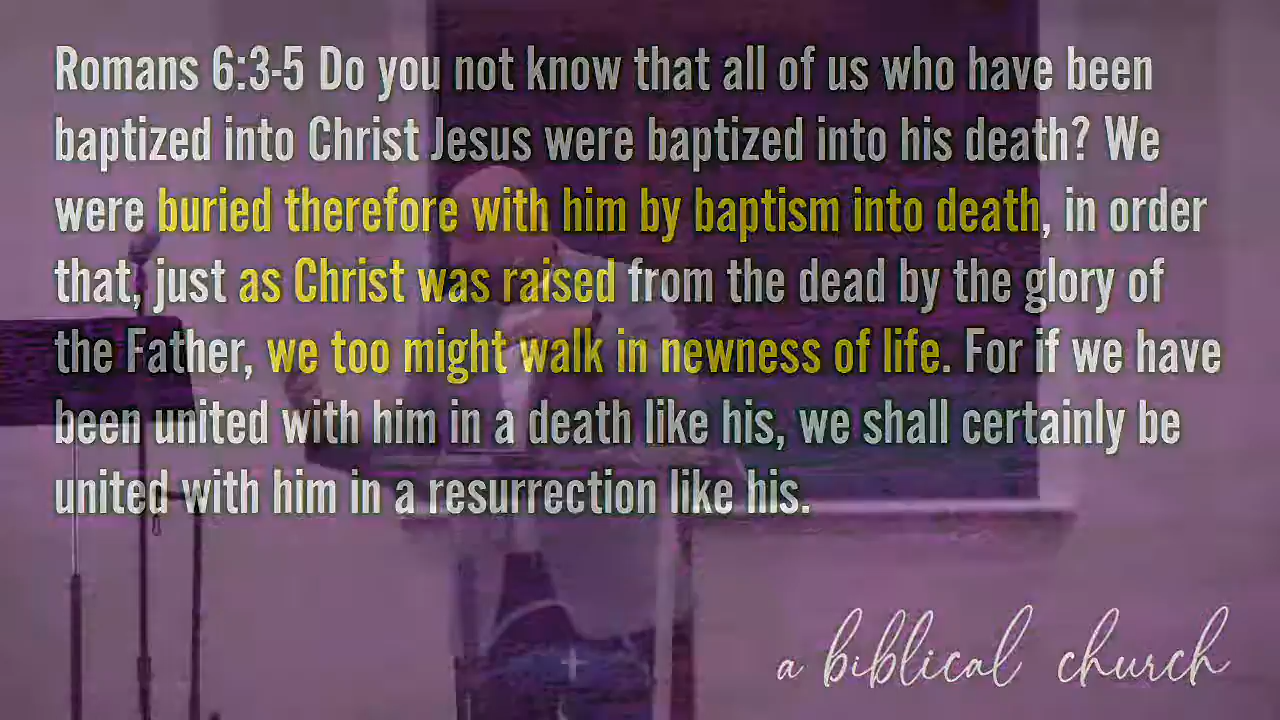 Romans 6:3-5 Do you not know that all of us who have been
baptized into Christ Jesus were baptized into his death? We
were buried therefore with him by baptism into death, in order
that, just as Christ was raised from the dead by the glory of
the Father, we too might walk in newness of life. For if we have
been united with him in a death like his, we shall certainly be
united with him in a resurrection like his.
a biblical church